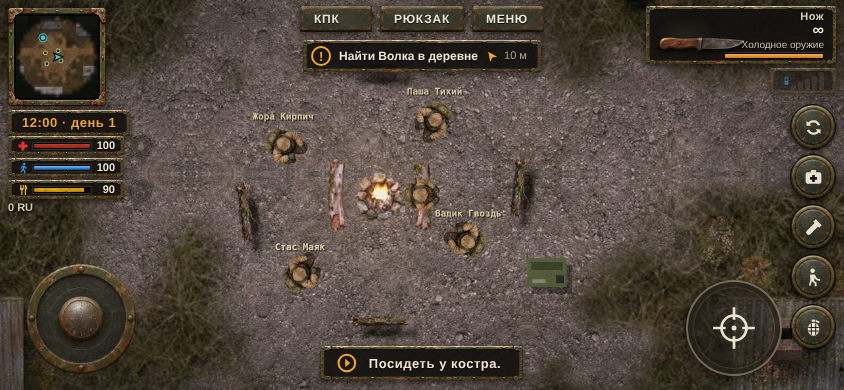 КПК
РЮКЗАК
МЕНЮ
Найти Волка в деревне
10 м
Нож
∞
Холодное оружие
12:00 · день 1
100
100
90
0 RU
Паша Тихий
Жора Кирпич
Вадик Гвоздь
Стас Маяк
Посидеть у костра.